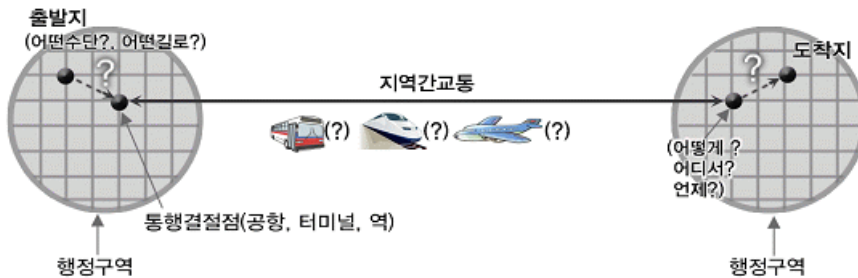 출발지
(어떤수단?, 어떤길로?)
?
지역간교통
(?)
(?)
(?)
?
도착지
(어떻게 ?
어디서?
언제?)
통행결절점(공항, 터미널, 역)
행정구역
행정구역